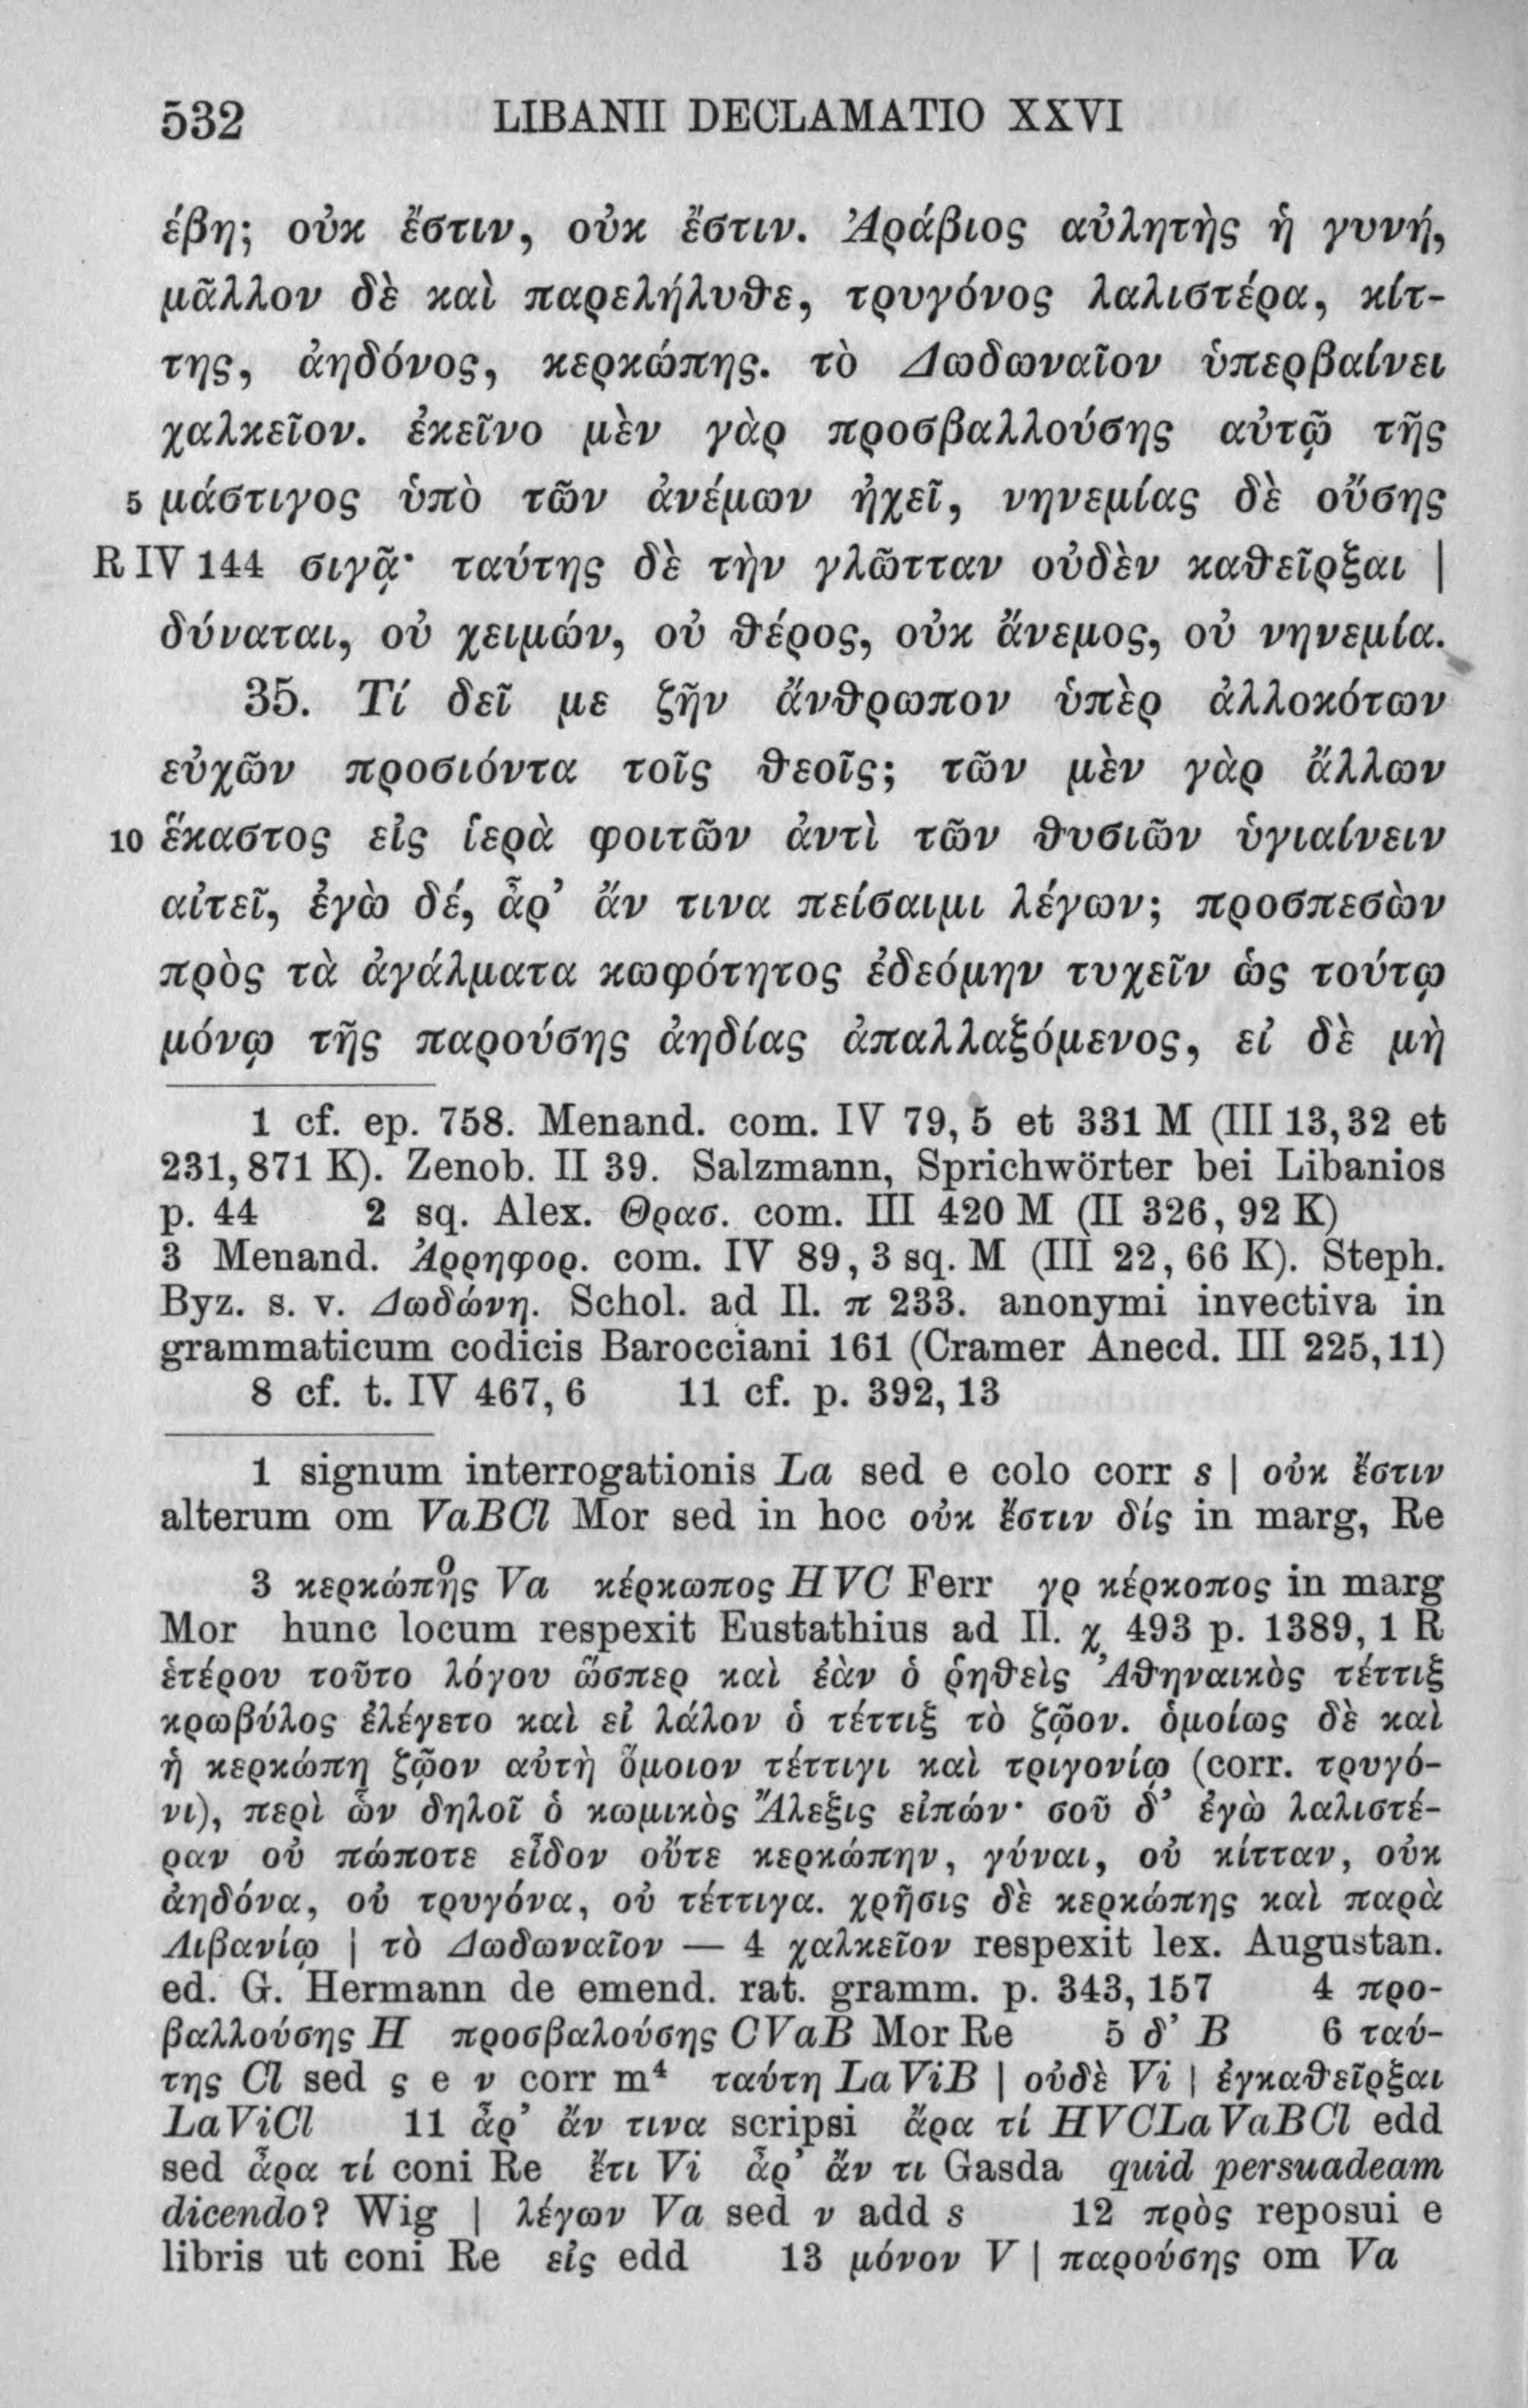 532 LIBANII DECLAMATIO XXVI
έβη; οὐκ ἔστιν, οὐκ ἔστιν. Ἀράβιος αὐλητὴς ἡ γυνή,
μᾶλλον δὲ καὶ παρελήλυθε, τρυγόνος λαλιστέρα, κίτ-
της, ἀηδόνος, κερκώπης. τὸ Δωδωναῖον ὑπερβαίνει
χαλκεῖον. ἐκεῖνο μὲν γὰρ προσβαλλούσης αὐτῷ τῆς
5 μάστιγος ὑπὸ τῶν ἀνέμων ἠχεῖ, νηνεμίας δὲ οὔσης
R IV 144 σιγᾷ· ταύτης δὲ τὴν γλῶτταν οὐδὲν καθεῖρξαι |
δύναται, οὐ χειμών, οὐ θέρος, οὐκ ἄνεμος, οὐ νηνεμία.
35. Τί δεῖ με ζῆν ἄνθρωπον ὑπὲρ ἀλλοκότων
εὐχῶν προσιόντα τοῖς θεοῖς; τῶν μὲν γὰρ ἄλλων
10 ἕκαστος εἰς ἱερὰ φοιτῶν ἀντὶ τῶν θυσιῶν ὑγιαίνειν
αἰτεῖ, ἐγὼ δέ, ἆρ’ ἄν τινα πείσαιμι λέγων; προσπεσὼν
πρὸς τὰ ἀγάλματα κωφότητος ἐδεόμην τυχεῖν ὡς τούτῳ
μόνῳ τῆς παρούσης ἀηδίας ἀπαλλαξόμενος, εἰ δὲ μὴ
1 cf. ep. 758. Menand. com. IV 79, 5 et 331 M (III 13, 32 et
231, 871 K). Zenob. II 39. Salzmann, Sprichwörter bei Libanios
p. 44 2 sq. Alex. Θρασ. com. III 420 M (II 326, 92 K)
3 Menand. Ἀρρηφορ. com. IV 89, 3 sq. M (III 22, 66 K). Steph.
Byz. s. v. Δωδώνη. Schol. ad Il. π 233. anonymi invectiva in
grammaticum codicis Barocciani 161 (Cramer Anecd. III 225, 11)
8 cf. t. IV 467, 6 11 cf. p. 392, 13
1 signum interrogationis La sed e colo corr s | οὐκ ἔστιν
alterum om VaBCl Mor sed in hoc οὐκ ἔστιν δίς in marg, Re
3 κερκώπηςο Va κέρκωπος HVC Ferr γρ κέρκοπος in marg
Mor hunc locum respexit Eustathius ad Il. χ 493 p. 1389, 1 R
ἑτέρου τοῦτο λόγου ὥσπερ καὶ ἐὰν ὁ ῥηθεὶς Ἀθηναικὸς τέττιξ
κρωβύλος ἐλέγετο καὶ εἰ λάλον ὁ τέττιξ τὸ ζῷον. ὁμοίως δὲ καὶ
ἡ κερκώπη ζῷον αὐτὴ ὅμοιον τέττιγι καὶ τριγονίῳ (corr. τρυγό-
νι), περὶ ὧν δηλοῖ ὁ κωμικὸς Ἄλεξις εἰπών· σοῦ δ’ ἐγὼ λαλιστέ-
ραν οὐ πώποτε εἶδον οὔτε κερκώπην, γύναι, οὐ κίτταν, οὐκ
ἀηδόνα, οὐ τρυγόνα, οὐ τέττιγα. χρῆσις δὲ κερκώπης καὶ παρὰ
Λιβανίῳ | τὸ Δωδωναῖον — 4 χαλκεῖον respexit lex. Augustan.
ed. G. Hermann de emend. rat. gramm. p. 343, 157 4 προ-
βαλλούσης H προσβαλούσης CVaB Mor Re 5 δ’ B 6 ταύ-
της Cl sed ς e ν corr m⁴ ταύτη LaViB | οὐδὲ Vi | ἐγκαθεῖρξαι
LaViCl 11 ἆρ’ ἄν τινα scripsi ἄρα τί HVCLaVaBCl edd
sed ἆρα τί coni Re ἔτι Vi ἆρ’ ἄν τι Gasda quid persuadeam
dicendo? Wig | λέγων Va sed ν add s 12 πρὸς reposui e
libris ut coni Re εἰς edd 13 μόνον V | παρούσης om Va